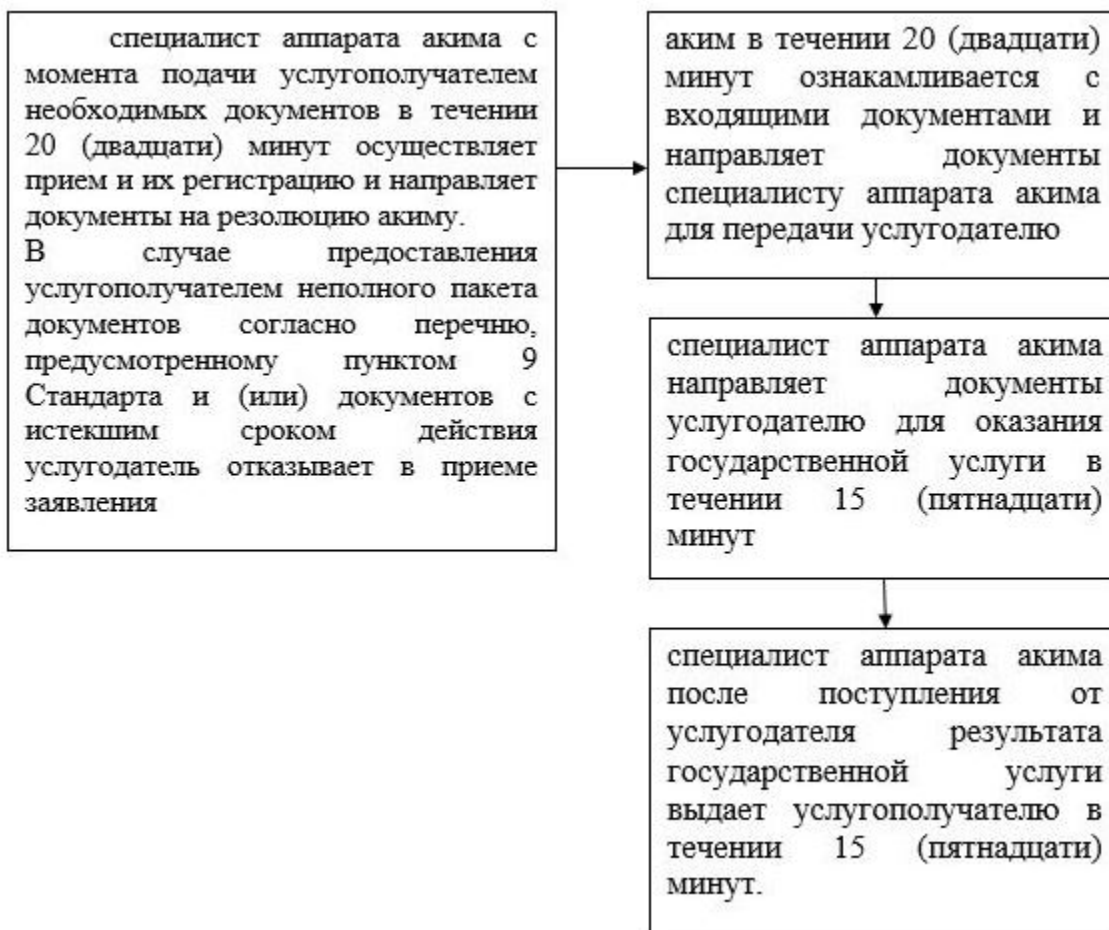 специалист аппарата акима с
момента подачи услугополучателем
необходимых документов в течении
20 (двадцати) минут осуществляет
прием и их регистрацию и направляет
документы на резолюцию акиму.
В случае предоставления
услугополучателем неполного пакета
документов согласно перечню,
предусмотренному пунктом 9
Стандарта и (или) документов с
истекшим сроком действия
услугодатель отказывает в приеме
заявления
аким в течении 20 (двадцати)
минут ознакамливается с
входящими документами и
направляет документы
специалисту аппарата акима
для передачи услугодателю
специалист аппарата акима
направляет документы
услугодателю для оказания
государственной услуги в
течении 15 (пятнадцати)
минут
специалист аппарата акима
после поступления от
услугодателя результата
государственной услуги
выдает услугополучателю в
течении 15 (пятнадцати)
минут.